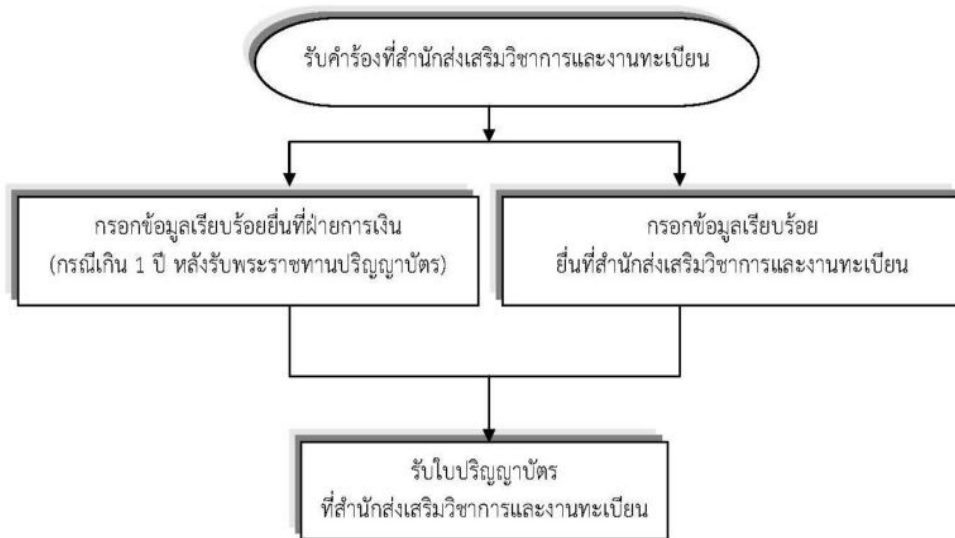 รับคำร้องที่สำนักส่งเสริมวิชาการและงานทะเบียน
กรอกข้อมูลเรียบร้อยยื่นที่ฝ่ายการเงิน
(กรณีเกิน 1 ปี หลังรับพระราชทานปริญญาบัตร)
กรอกข้อมูลเรียบร้อย
ยื่นที่สำนักส่งเสริมวิชาการและงานทะเบียน
รับใบปริญญาบัตร
ที่สำนักส่งเสริมวิชาการและงานทะเบียน